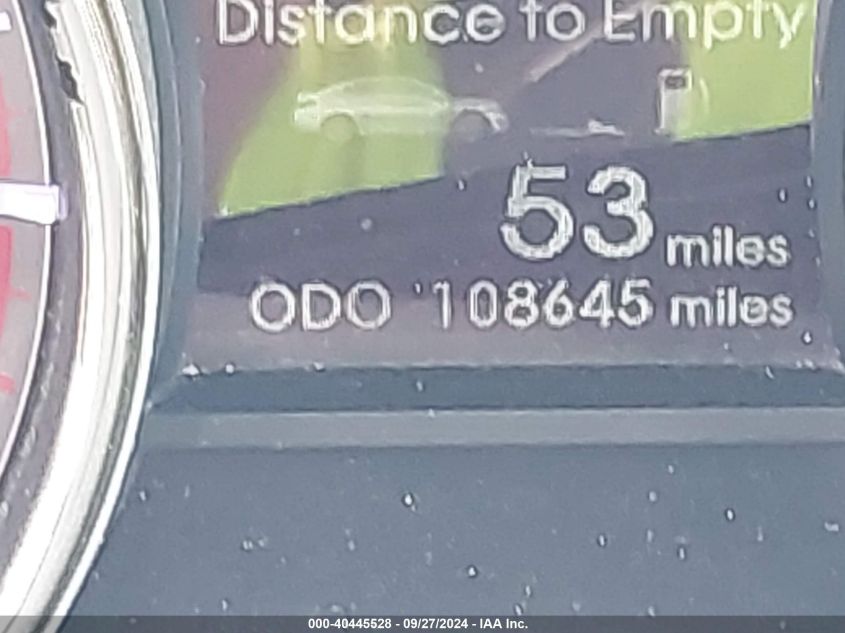 Distance to Empty
53 miles
ODO 108645 miles
000-40445528 - 09/27/2024 - IAA Inc.